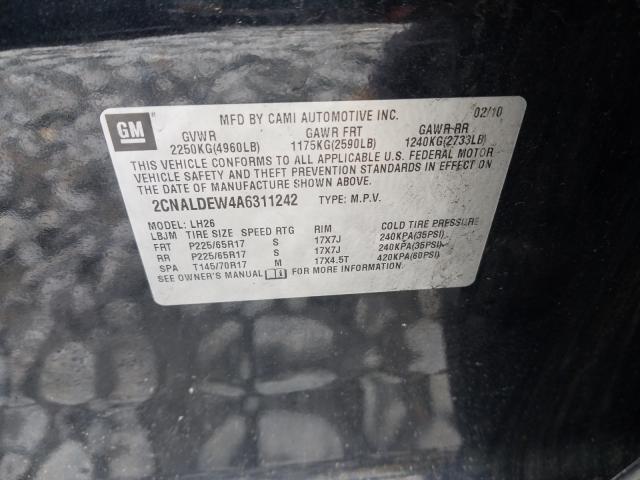 GM
MFD BY CAMI AUTOMOTIVE INC. 02/10
GVWR GAWR FRT GAWR RR
2250KG(4960LB) 1175KG(2590LB) 1240KG(2733LB)
THIS VEHICLE CONFORMS TO ALL APPLICABLE U.S. FEDERAL MOTOR
VEHICLE SAFETY AND THEFT PREVENTION STANDARDS IN EFFECT ON
THE DATE OF MANUFACTURE SHOWN ABOVE.
2CNALDEW4A6311242 TYPE: M.P.V.
MODEL: LH26
LBJM TIRE SIZE SPEED RTG RIM COLD TIRE PRESSURE
FRT P225/65R17 S 17X7J 240KPA(35PSI)
RR P225/65R17 S 17X7J 240KPA(35PSI)
SPA T145/70R17 M 17X4.5T 420KPA(60PSI)
SEE OWNER'S MANUAL FOR MORE INFORMATION.